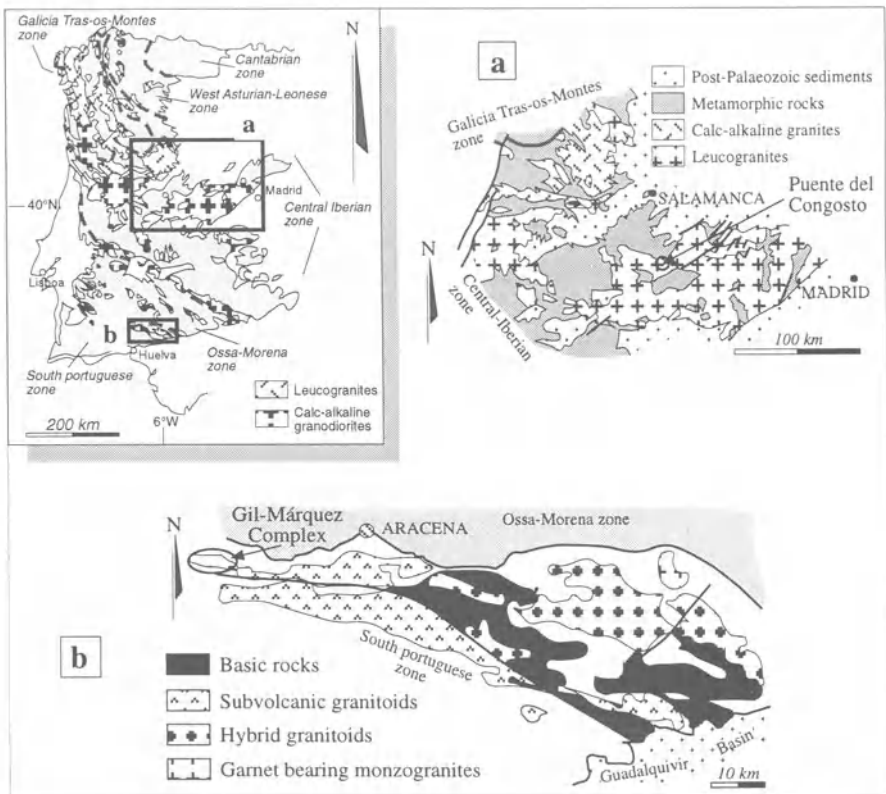 Galicia Tras-os-Montes
zone
N
Cantabrian
zone
West Asturian-Leonese
zone
a
Madrid
40°N
Central Iberian
zone
Lisboa
b
Huelva
Ossa-Morena
zone
South portuguese
zone
Leucogranites
Calc-alkaline
granodiorites
200 km
6°W
a
Post-Palaeozoic sediments
Metamorphic rocks
Calc-alkaline granites
Leucogranites
Galicia Tras-os-Montes
zone
SALAMANCA
Puente del
Congosto
N
Central-Iberian
zone
MADRID
100 km
N
Gil-Márquez
Complex
ARACENA
Ossa-Morena zone
b
South portuguese
zone
Basic rocks
Subvolcanic granitoids
Hybrid granitoids
Garnet bearing monzogranites
Guadalquivir
Basin
10 km